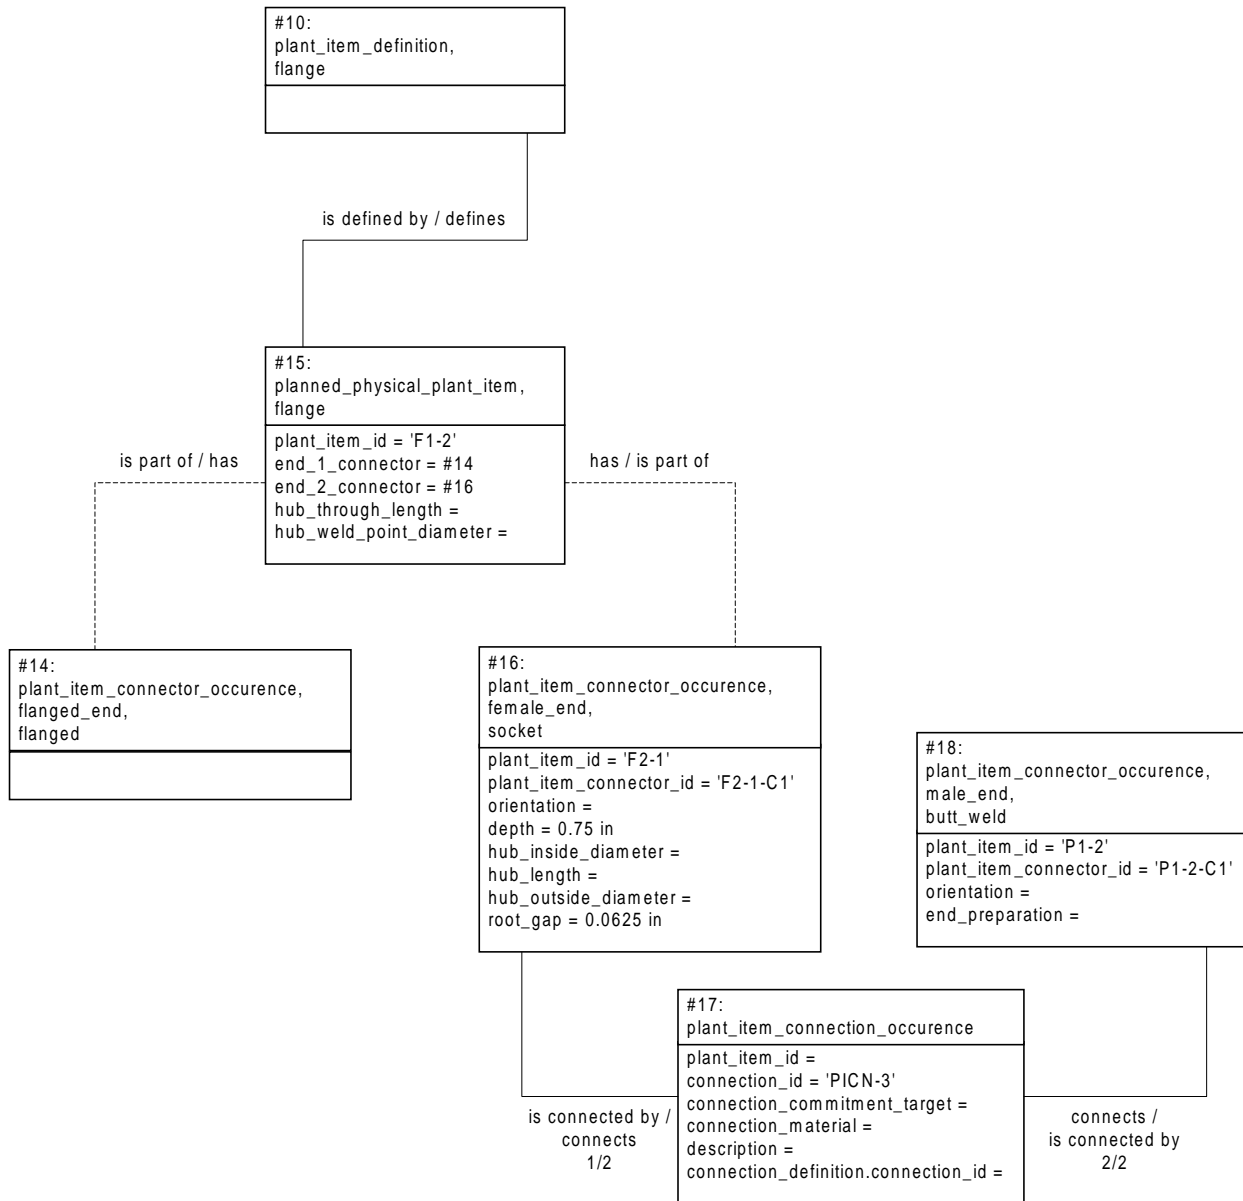 #10:
plant_item_definition,
flange
is defined by / defines
#15:
planned_physical_plant_item,
flange
plant_item_id = 'F1-2'
end_1_connector = #14
end_2_connector = #16
hub_through_length =
hub_weld_point_diameter =
is part of / has
has / is part of
#14:
plant_item_connector_occurence,
flanged_end,
flanged
#16:
plant_item_connector_occurence,
female_end,
socket
plant_item_id = 'F2-1'
plant_item_connector_id = 'F2-1-C1'
orientation =
depth = 0.75 in
hub_inside_diameter =
hub_length =
hub_outside_diameter =
root_gap = 0.0625 in
#18:
plant_item_connector_occurence,
male_end,
butt_weld
plant_item_id = 'P1-2'
plant_item_connector_id = 'P1-2-C1'
orientation =
end_preparation =
#17:
plant_item_connection_occurence
plant_item_id =
connection_id = 'PICN-3'
connection_commitment_target =
connection_material =
description =
connection_definition.connection_id =
is connected by /
connects
1/2
connects /
is connected by
2/2